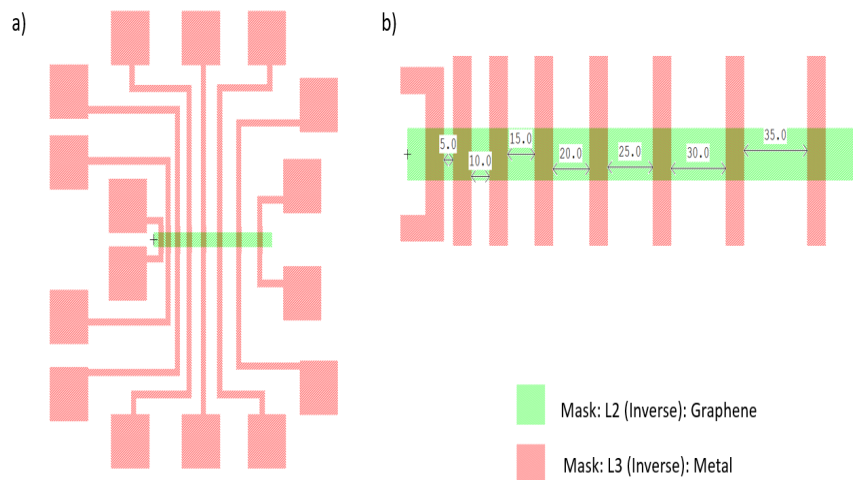 a)
b)
5.0
10.0
15.0
20.0
25.0
30.0
35.0
Mask: L2 (Inverse): Graphene
Mask: L3 (Inverse): Metal